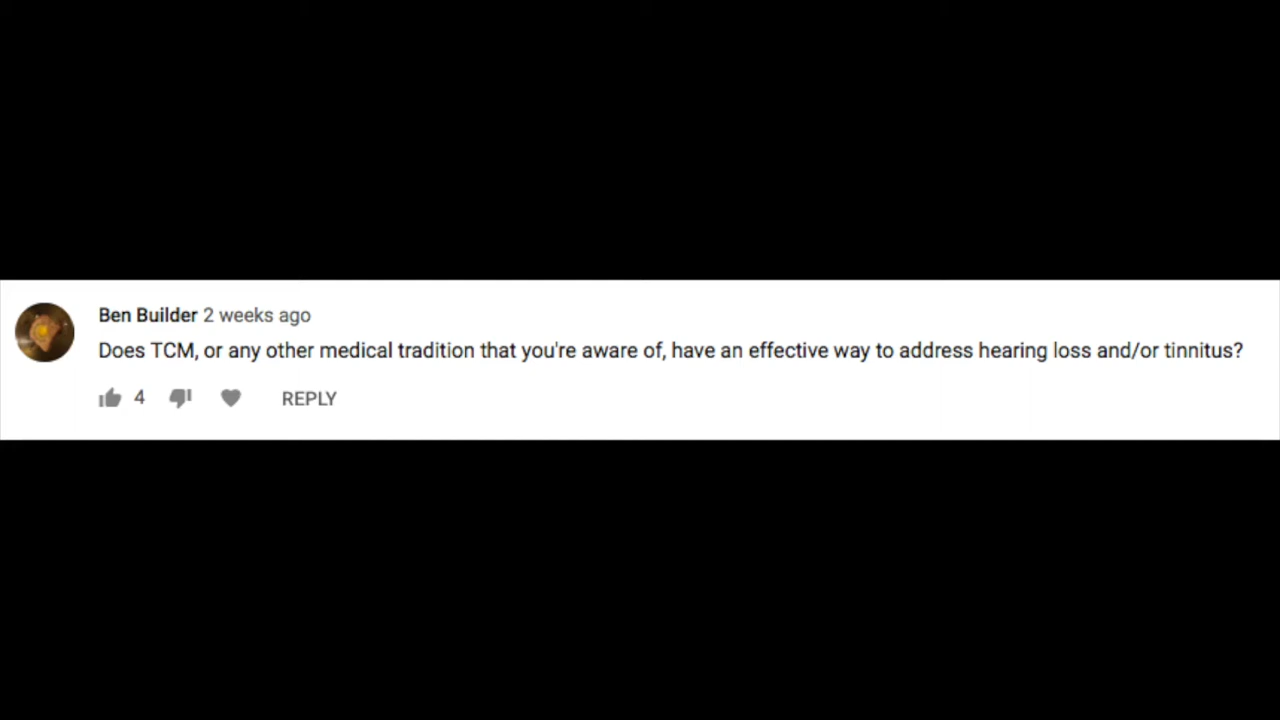 Ben Builder 2 weeks ago
Does TCM, or any other medical tradition that you're aware of, have an effective way to address hearing loss and/or tinnitus?
4 REPLY